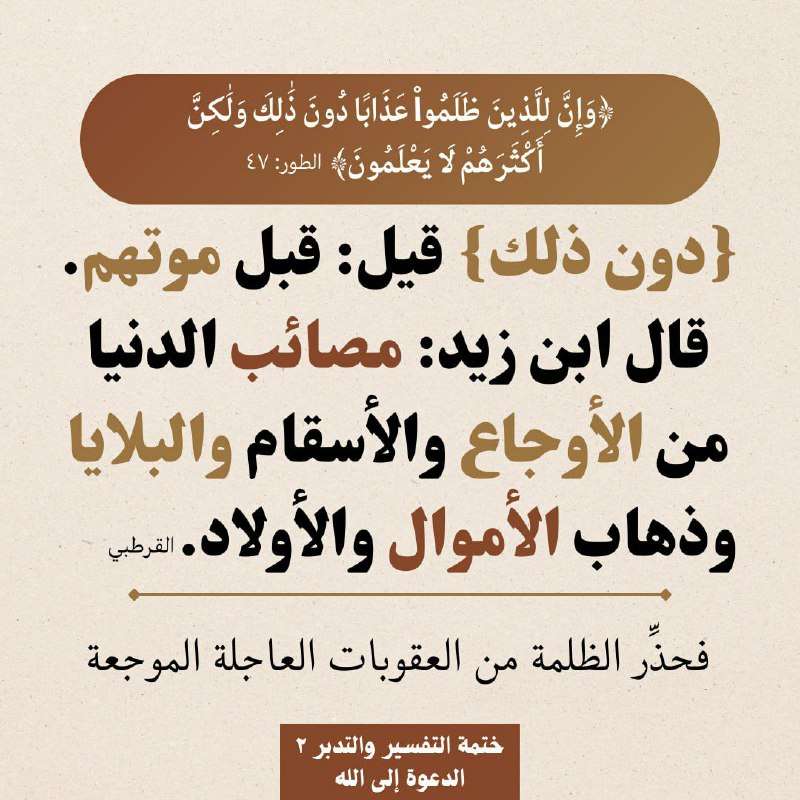 ﴿وَإِنَّ لِلَّذِينَ ظَلَمُواْ عَذَابًا دُونَ ذَٰلِكَ وَلَٰكِنَّ
أَكْثَرَهُمْ لَا يَعْلَمُونَ﴾ الطور: ٤٧
{دون ذلك} قيل: قبل موتهم.
قال ابن زيد: مصائب الدنيا
من الأوجاع والأسقام والبلايا
وذهاب الأموال والأولاد. القرطبي
فحذِّر الظلمة من العقوبات العاجلة الموجعة
ختمة التفسير والتدبر ٢
الدعوة إلى الله